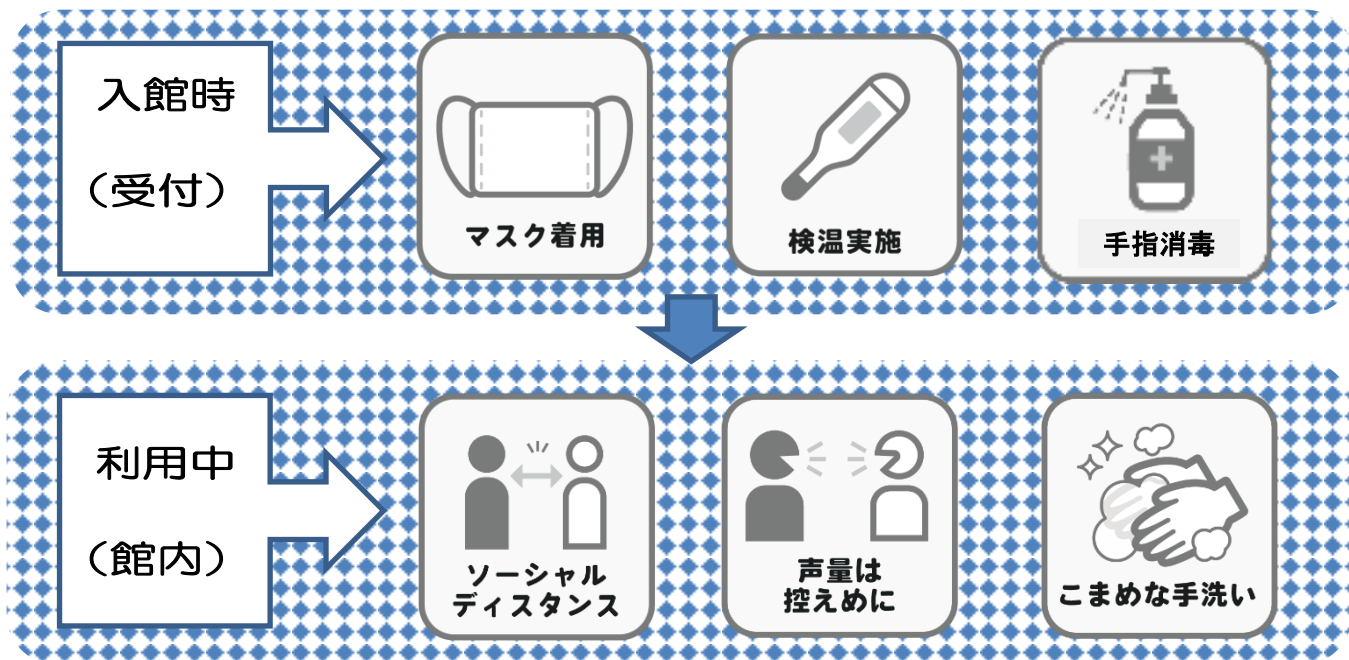 入館時
（受付）
マスク着用
検温実施
手指消毒
利用中
（館内）
ソーシャル
ディスタンス
声量は
控えめに
こまめな手洗い